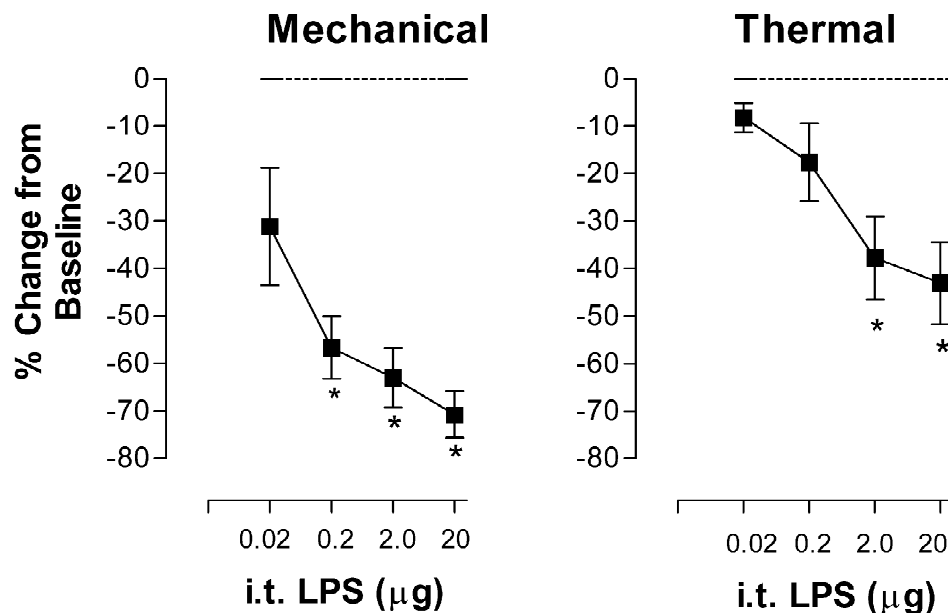 Mechanical
Thermal
% Change from
Baseline
0
-10
-20
-30
-40
-50
-60
-70
-80
*
*
*
0.02 0.2 2.0 20
i.t. LPS (μg)
0
-10
-20
-30
-40
-50
-60
-70
-80
*
*
0.02 0.2 2.0 20
i.t. LPS (μg)